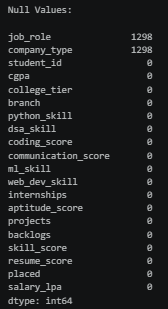 Null Values:
job_role 1298
company_type 1298
student_id 0
cgpa 0
college_tier 0
branch 0
python_skill 0
dsa_skill 0
coding_score 0
communication_score 0
ml_skill 0
web_dev_skill 0
internships 0
aptitude_score 0
projects 0
backlogs 0
skill_score 0
resume_score 0
placed 0
salary_lpa 0
dtype: int64